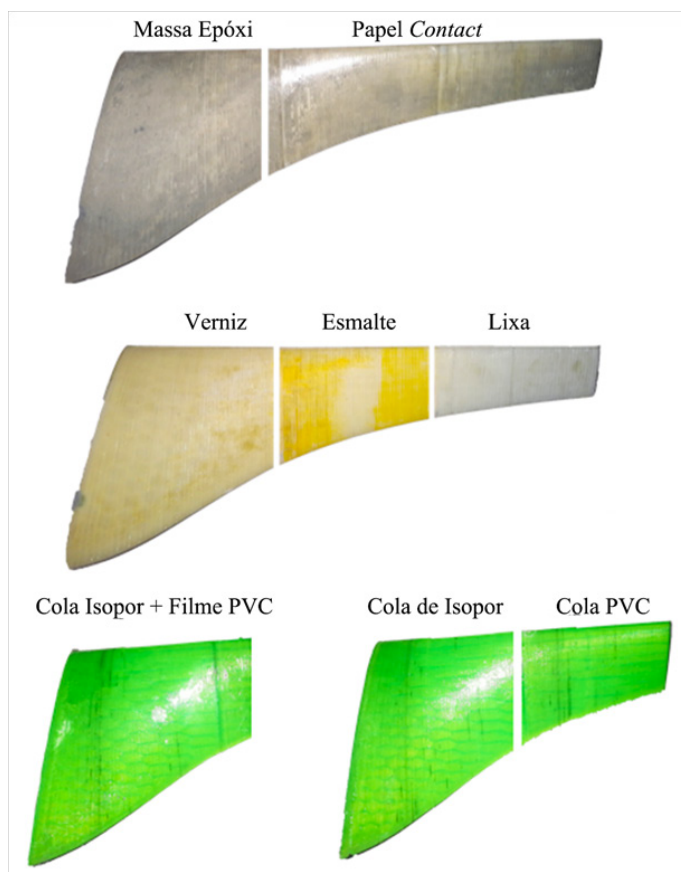 Massa Epóxi Papel Contact
Verniz Esmalte Lixa
Cola Isopor + Filme PVC Cola de Isopor Cola PVC